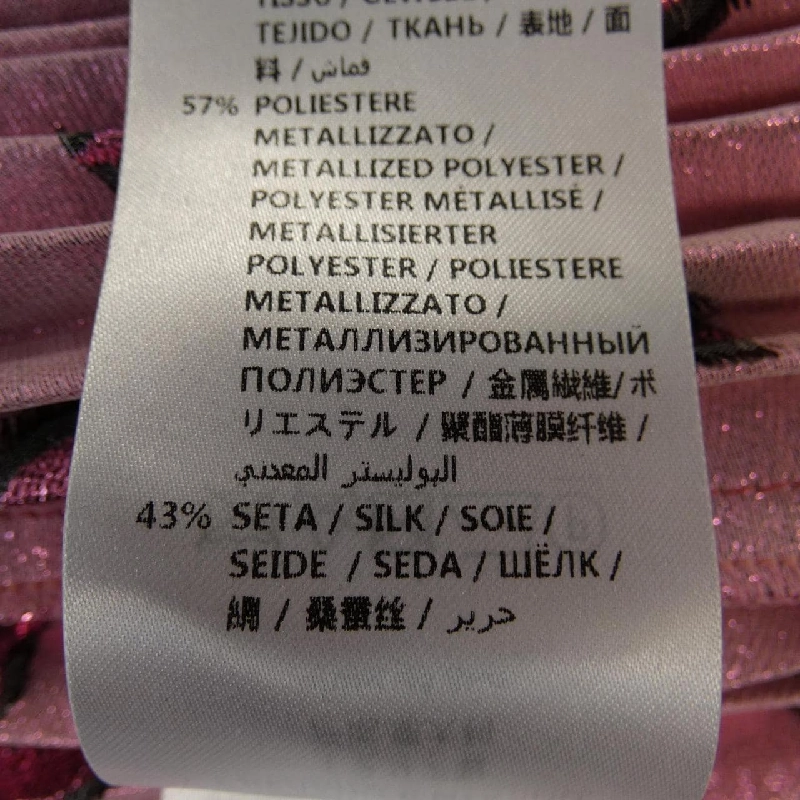 TEJIDO / ТКАНЬ / 表地 / 面
料 / قماش
57% POLIESTERE
METALLIZZATO /
METALLIZED POLYESTER /
POLYESTER MÉTALLISÉ /
METALLISIERTER
POLYESTER / POLIESTERE
METALLIZZATO /
МЕТАЛЛИЗИРОВАННЫЙ
ПОЛИЭСТЕР / 金属繊維/ポ
リエステル / 聚酯薄膜纤维 /
البوليستر المعدني
43% SETA / SILK / SOIE /
SEIDE / SEDA / ШЁЛК /
絹 / 桑蚕丝 / حرير